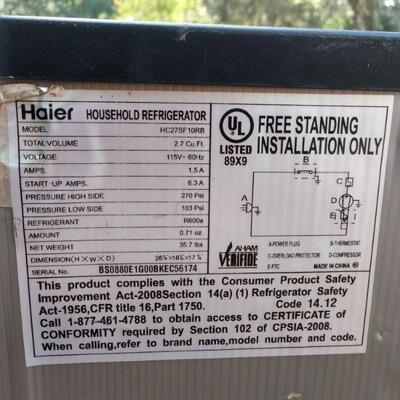 Haier HOUSEHOLD REFRIGERATOR
MODEL HC27SF10RB
TOTAL VOLUME 2.7 Cu.Ft.
VOLTAGE 115V~60Hz
AMPS. 1.5 A
START-UP AMPS. 6.3 A
PRESSURE HIGH SIDE 270 Psi
PRESSURE LOW SIDE 103 Psi
REFRIGERANT R600a
AMOUNT 0.71 oz.
NET WEIGHT 35.7 lbs
DIMENSION (H x W x D)
SERIAL No. BS0880E1G00BKEC56174
UL
LISTED
89X9
FREE STANDING
INSTALLATION ONLY
B
C
A
D
E
AHAM
VERIFIDE
A-POWER PLUG B-THERMOSTAT
C-OVERLOAD PROTECTOR D-COMPRESSOR
E-PTC
This product complies with the Consumer Product Safety
Improvement Act-2008Section 14(a) (1) Refrigerator Safety
Act-1956,CFR title 16,Part 1750. Code 14.12
Call 1-877-461-4788 to obtain access to CERTIFICATE of
CONFORMITY required by Section 102 of CPSIA-2008.
When calling,refer to brand name,model number and code.